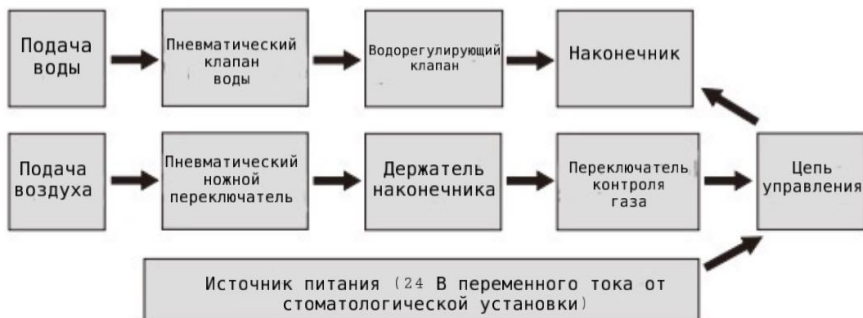 Подача
воды
Пневматический
клапан
воды
Водорегулирующий
клапан
Наконечник
Подача
воздуха
Пневматический
ножной
переключатель
Держатель
наконечника
Переключатель
контроля
газа
Цепь
управления
Источник питания (24 В переменного тока от
стоматологической установки)